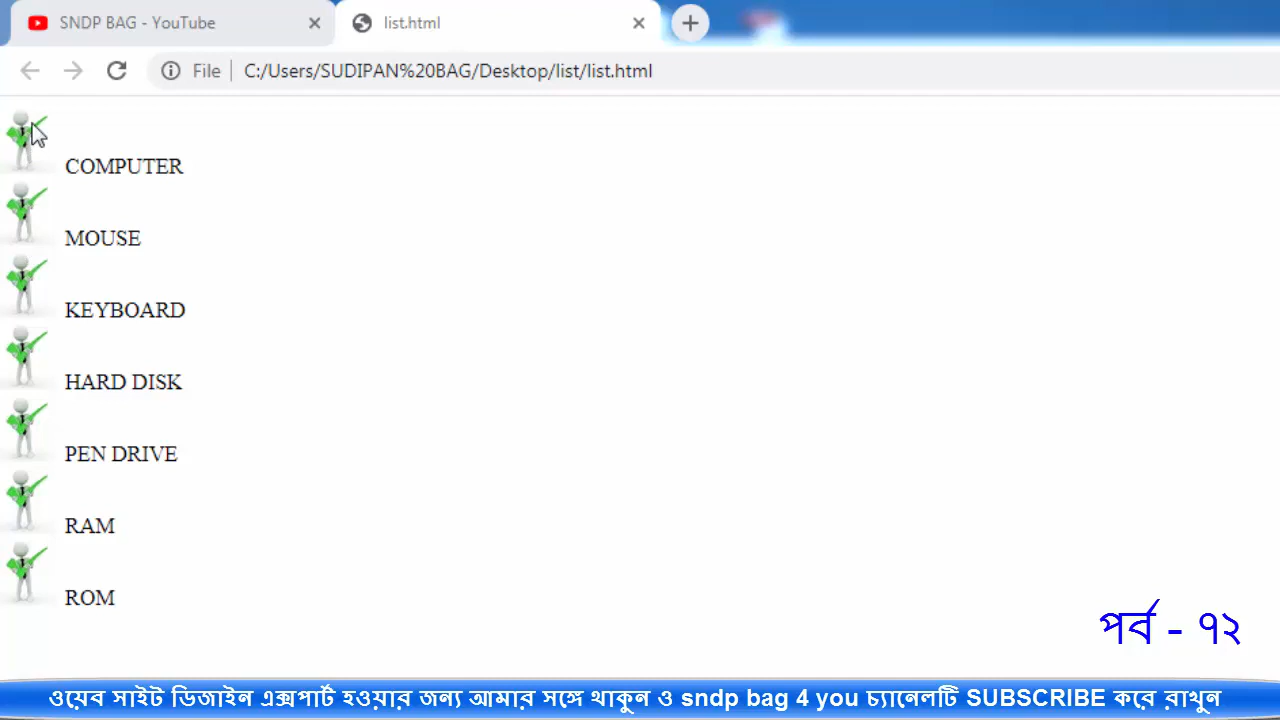 SNDP BAG - YouTube
list.html
File C:/Users/SUDIPAN%20BAG/Desktop/list/list.html
COMPUTER
MOUSE
KEYBOARD
HARD DISK
PEN DRIVE
RAM
ROM
পর্ব - ৭২
ওয়েব সাইট ডিজাইন এক্সপার্ট হওয়ার জন্য আমার সঙ্গে থাকুন ও sndp bag 4 you চ্যানেলটি SUBSCRIBE করে রাখুন